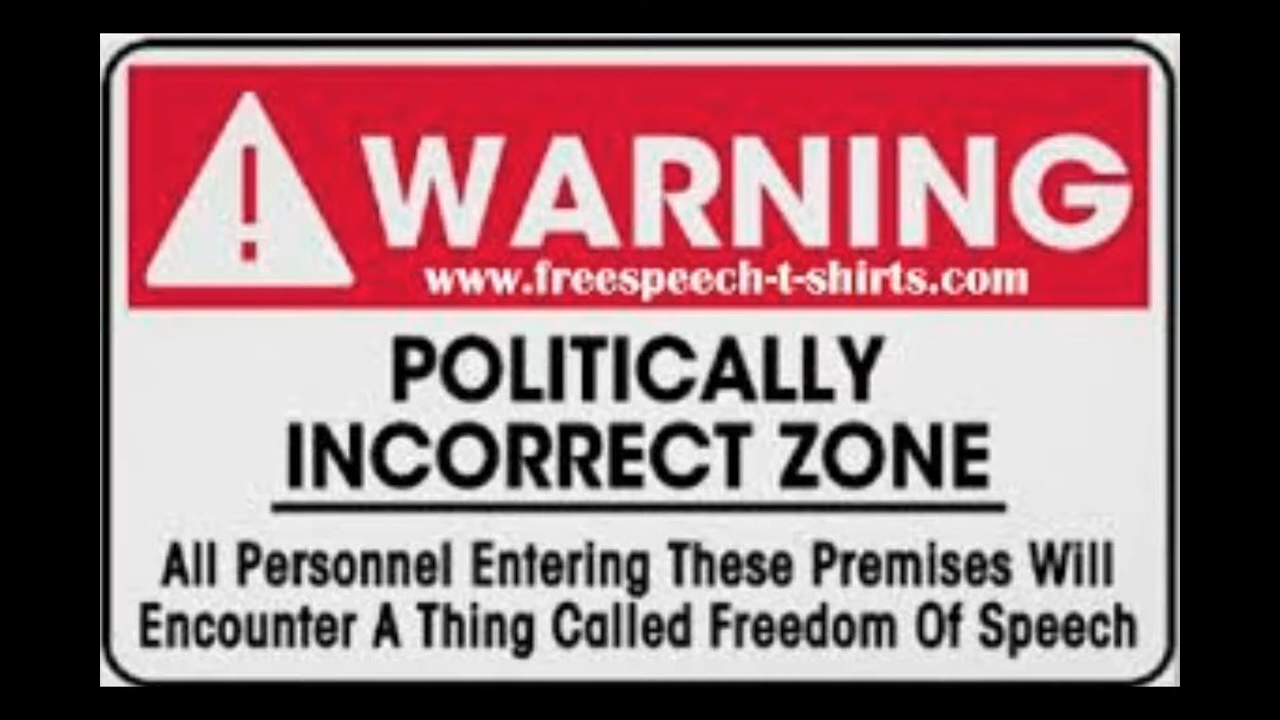 WARNING
www.freespeech-t-shirts.com
POLITICALLY
INCORRECT ZONE
All Personnel Entering These Premises Will
Encounter A Thing Called Freedom Of Speech